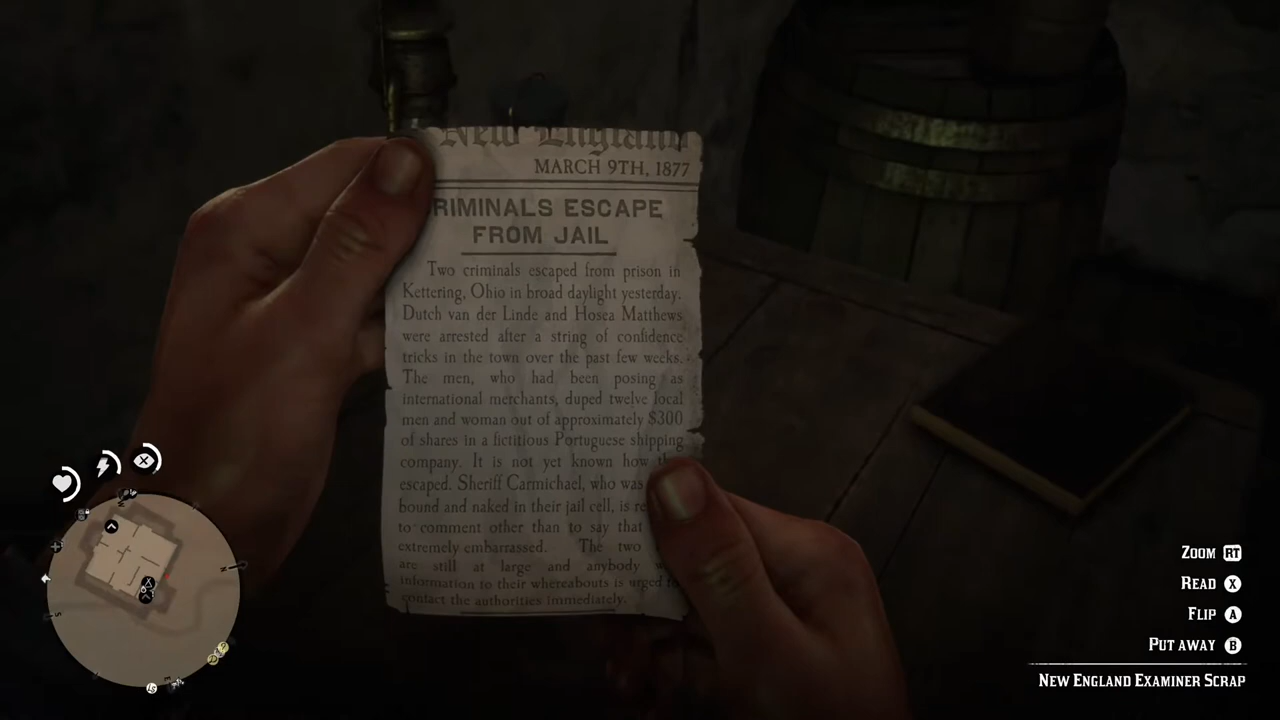 New England
MARCH 9TH, 1877
RIMINALS ESCAPE
FROM JAIL
Two criminals escaped from prison in
Kettering, Ohio in broad daylight yesterday.
Dutch van der Linde and Hosea Matthews
were arrested after a string of confidence
tricks in the town over the past few weeks.
The men, who had been posing as
international merchants, duped twelve local
men and woman out of approximately $300
of shares in a fictitious Portuguese shipping
company. It is not yet known how the
escaped. Sheriff Carmichael, who was
bound and naked in their jail cell, is re
to comment other than to say that
extremely embarrassed. The two
are still at large and anybody w
information to their whereabouts is urged to
contact the authorities immediately.
ZOOM RT
READ X
FLIP A
PUT AWAY B
NEW ENGLAND EXAMINER SCRAP